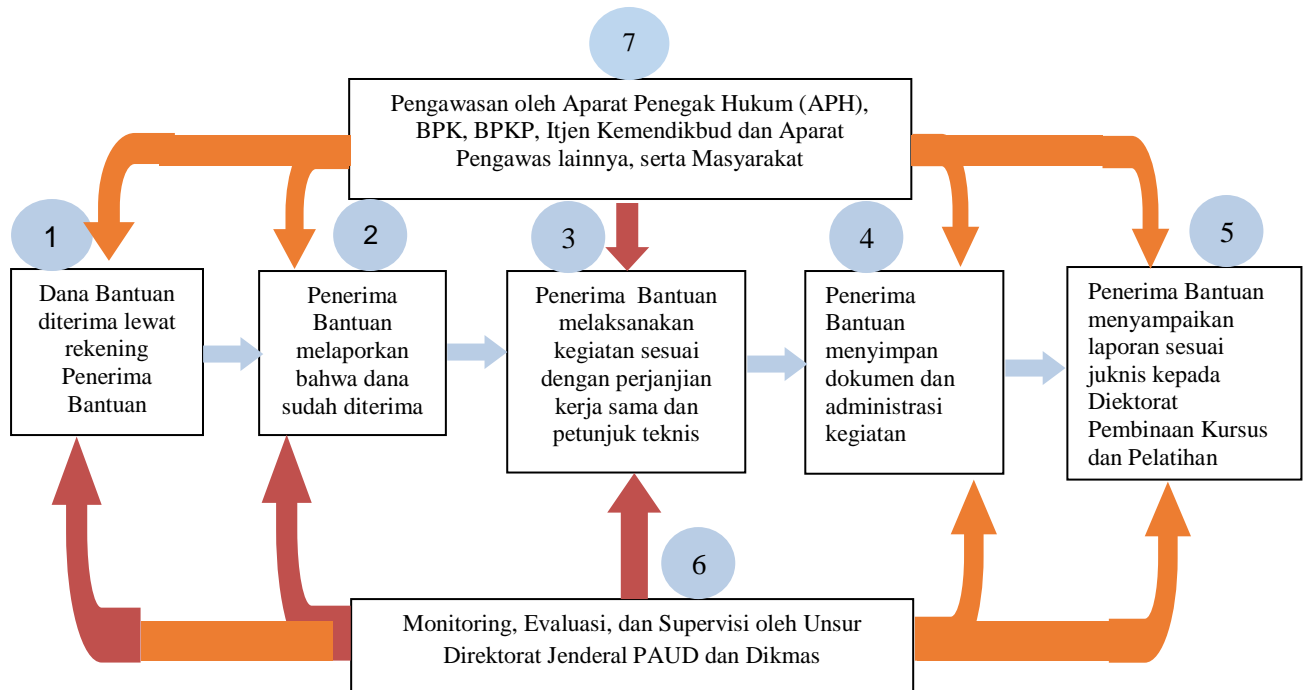 7
Pengawasan oleh Aparat Penegak Hukum (APH),
BPK, BPKP, Itjen Kemendikbud dan Aparat
Pengawas lainnya, serta Masyarakat
1
Dana Bantuan
diterima lewat
rekening
Penerima
Bantuan
2
Penerima
Bantuan
melaporkan
bahwa dana
sudah diterima
3
Penerima Bantuan
melaksanakan
kegiatan sesuai
dengan perjanjian
kerja sama dan
petunjuk teknis
4
Penerima
Bantuan
menyimpan
dokumen dan
administrasi
kegiatan
5
Penerima Bantuan
menyampaikan
laporan sesuai
juknis kepada
Diektorat
Pembinaan Kursus
dan Pelatihan
6
Monitoring, Evaluasi, dan Supervisi oleh Unsur
Direktorat Jenderal PAUD dan Dikmas